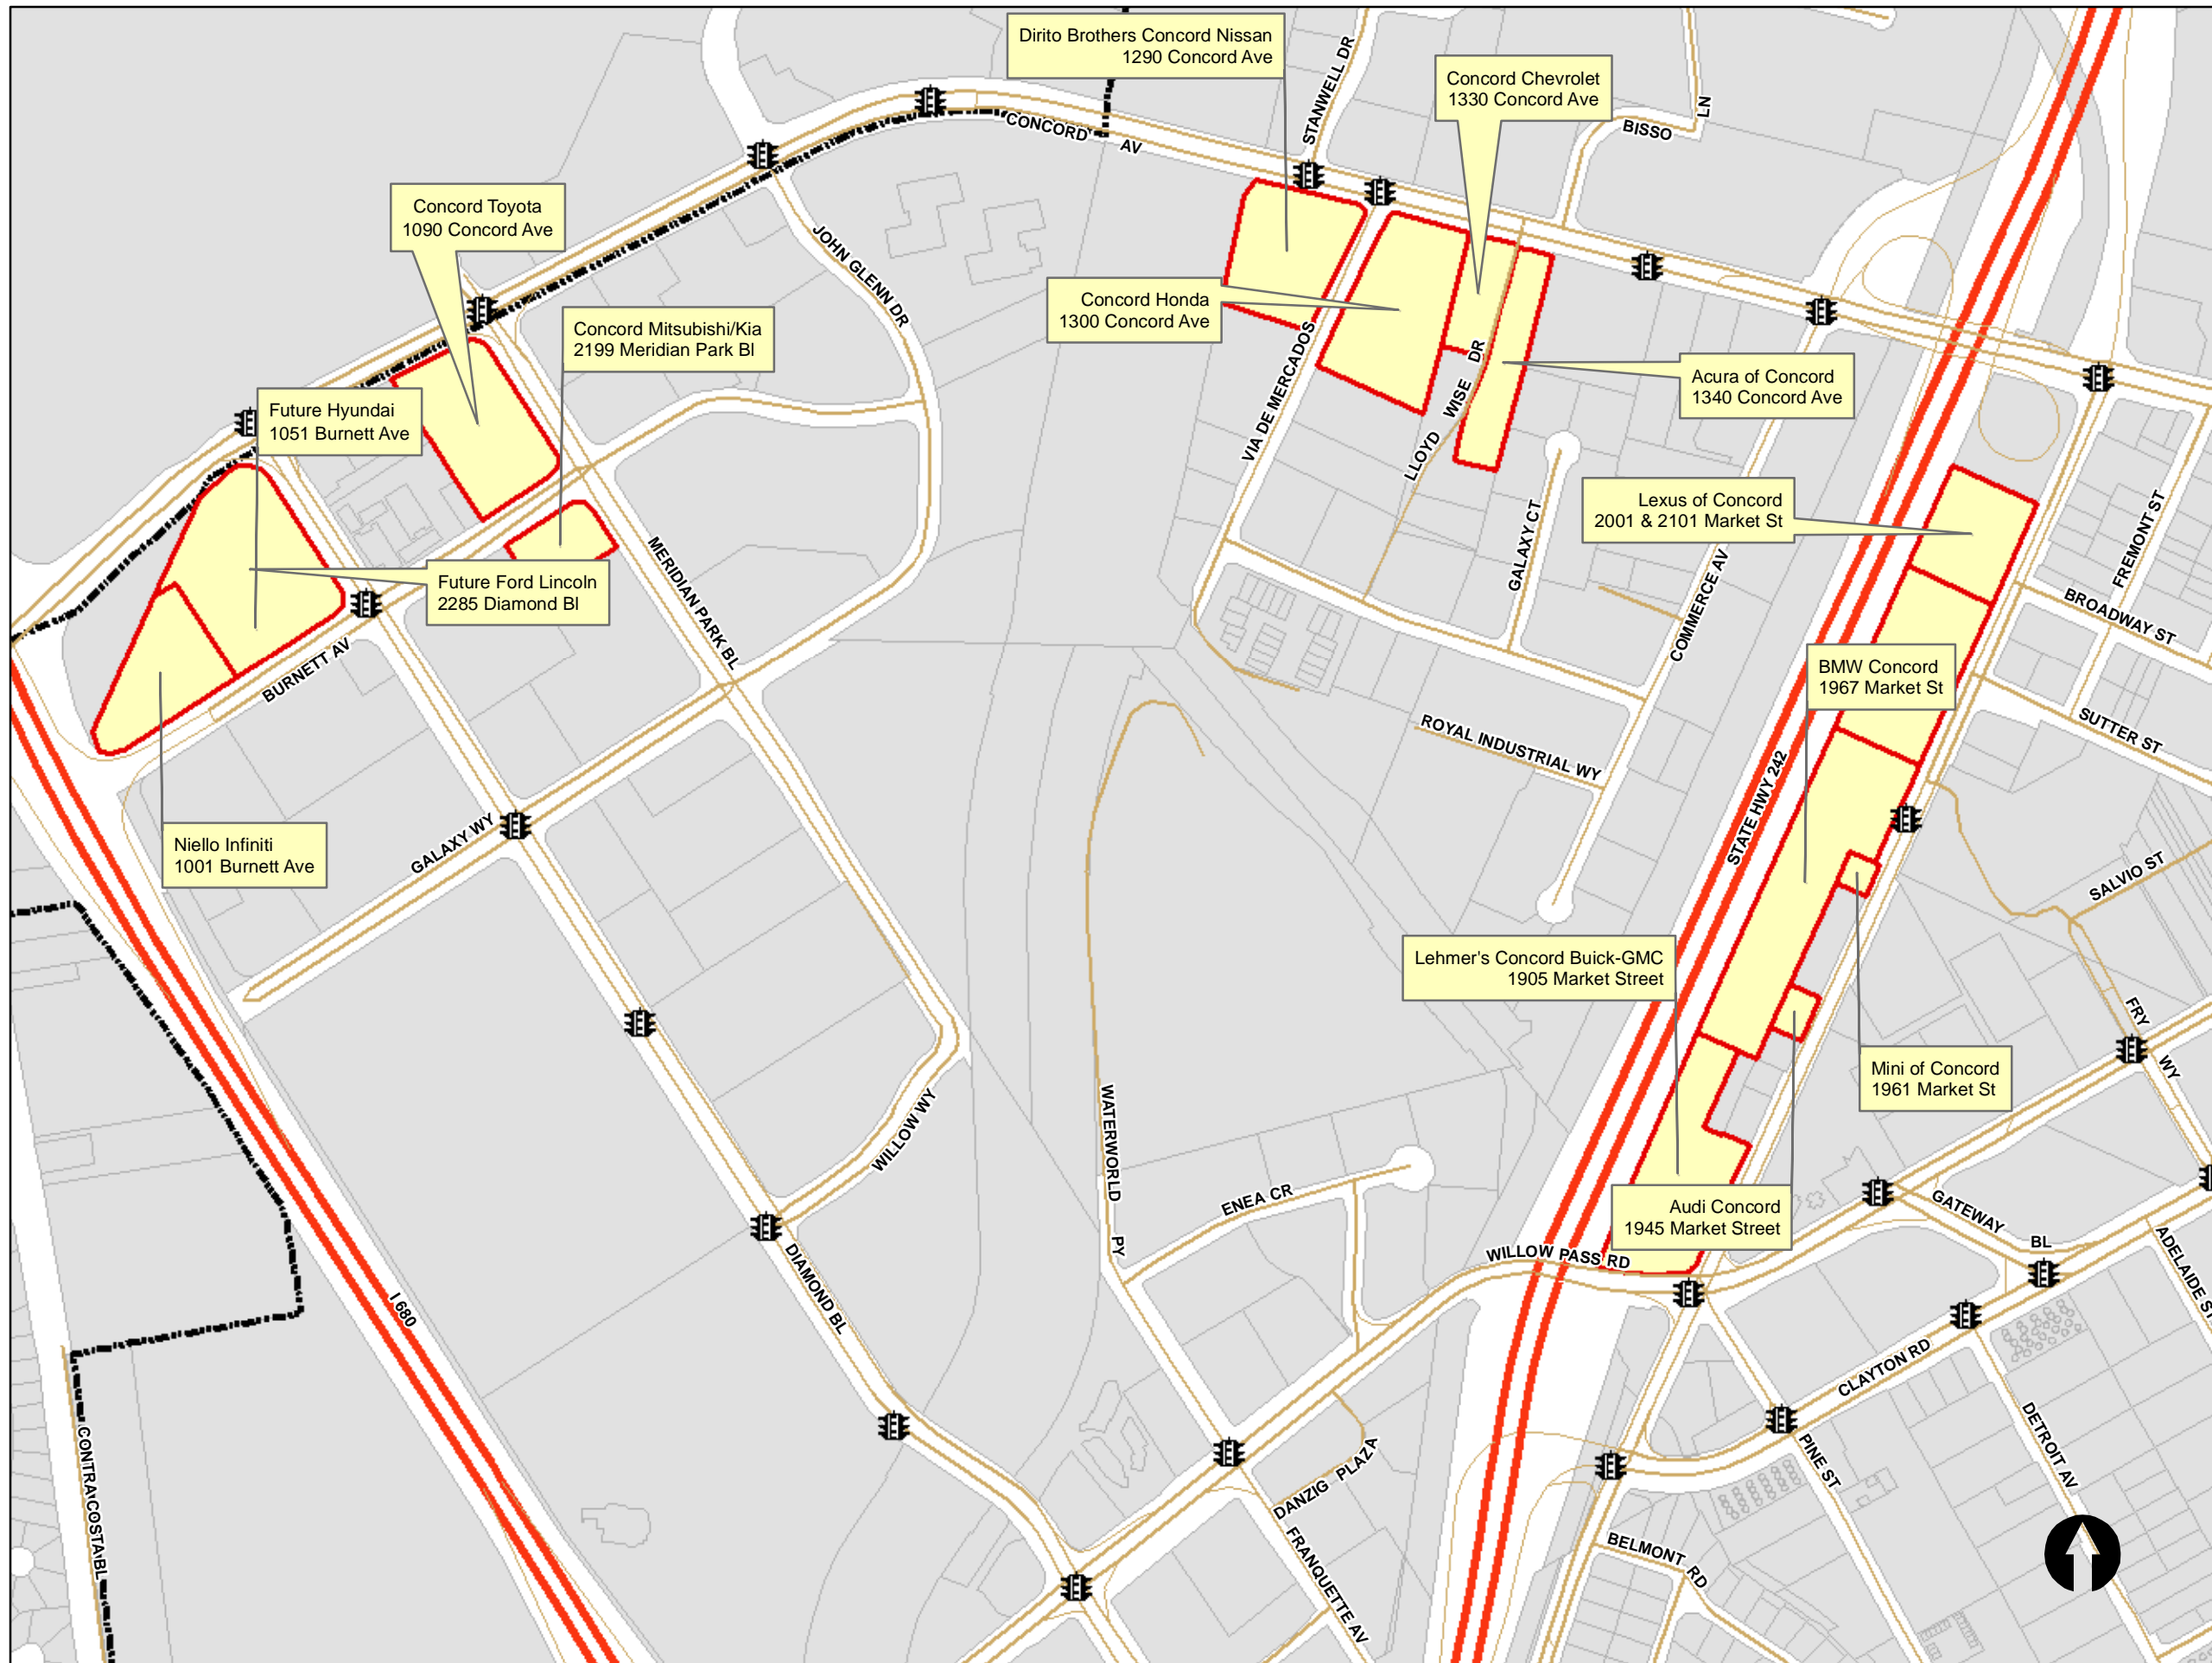 Dirito Brothers Concord Nissan
1290 Concord Ave
Concord Chevrolet
1330 Concord Ave
STANWELL DR
BISSO
LN
CONCORD
AV
Concord Toyota
1090 Concord Ave
JOHN GLENN DR
Concord Honda
1300 Concord Ave
Concord Mitsubishi/Kia
2199 Meridian Park Bl
Acura of Concord
1340 Concord Ave
Future Hyundai
1051 Burnett Ave
VIA DE MERCADOS
LLOYD
WISE
DR
Lexus of Concord
2001 & 2101 Market St
GALAXY CT
FREMONT ST
Future Ford Lincoln
2285 Diamond Bl
MERIDIAN PARK BL
COMMERCE AV
BROADWAY ST
BURNETT AV
BMW Concord
1967 Market St
SUTTER ST
ROYAL INDUSTRIAL WY
STATE HWY 242
Niello Infiniti
1001 Burnett Ave
GALAXY WY
SALVIO ST
Lehmer's Concord Buick-GMC
1905 Market Street
FRY
WY
Mini of Concord
1961 Market St
WILLOW WY
WATERWORLD
PY
ENEA CR
Audi Concord
1945 Market Street
GATEWAY
BL
ADELAIDE ST
WILLOW PASS RD
DIAMOND BL
I 680
CLAYTON RD
CONTRA COSTA BL
DETROIT AV
PINE ST
DANZIG PLAZA
FRANQUETTE AV
BELMONT RD